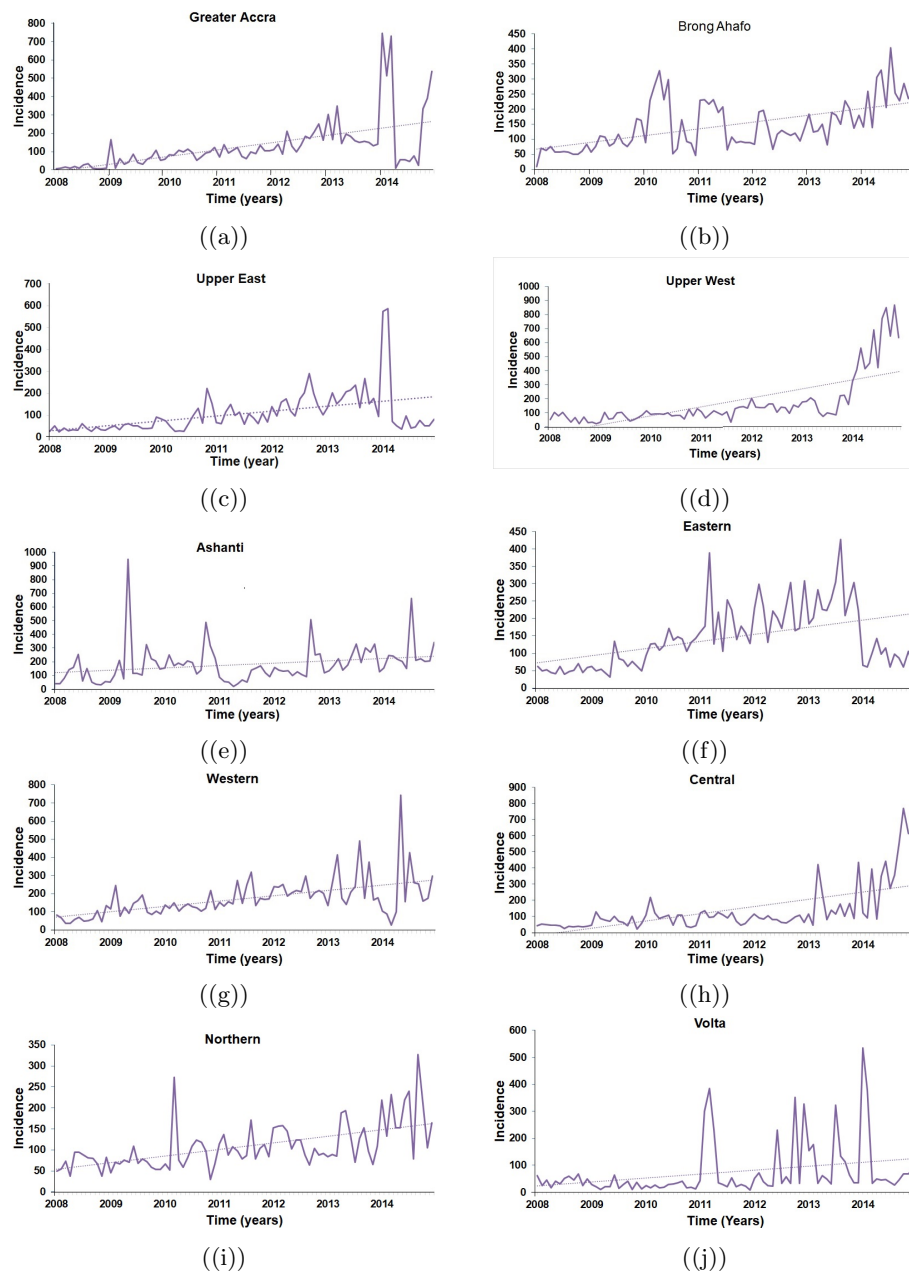 Greater Accra
800
700
600
500
400
300
200
100
0
Incidence
2008 2009 2010 2011 2012 2013 2014
Time (years)
((a))
Brong Ahafo
450
400
350
300
250
200
150
100
50
0
Incidence
2008 2009 2010 2011 2012 2013 2014
Time (years)
((b))
Upper East
700
600
500
400
300
200
100
0
Incidence
2008 2009 2010 2011 2012 2013 2014
Time (year)
((c))
Upper West
1000
900
800
700
600
500
400
300
200
100
0
Incidence
2008 2009 2010 2011 2012 2013 2014
Time (years)
((d))
Ashanti
1000
900
800
700
600
500
400
300
200
100
0
Incidence
2008 2009 2010 2011 2012 2013 2014
Time (years)
((e))
Eastern
450
400
350
300
250
200
150
100
50
0
Incidence
2008 2009 2010 2011 2012 2013 2014
Time (years)
((f))
Western
800
700
600
500
400
300
200
100
0
Incidence
2008 2009 2010 2011 2012 2013 2014
Time (years)
((g))
Central
900
800
700
600
500
400
300
200
100
0
Incidence
2008 2009 2010 2011 2012 2013 2014
Time (years)
((h))
Northern
350
300
250
200
150
100
50
0
Incidence
2008 2009 2010 2011 2012 2013 2014
Time (years)
((i))
Volta
600
500
400
300
200
100
0
Incidence
2008 2009 2010 2011 2012 2013 2014
Time (Years)
((j))